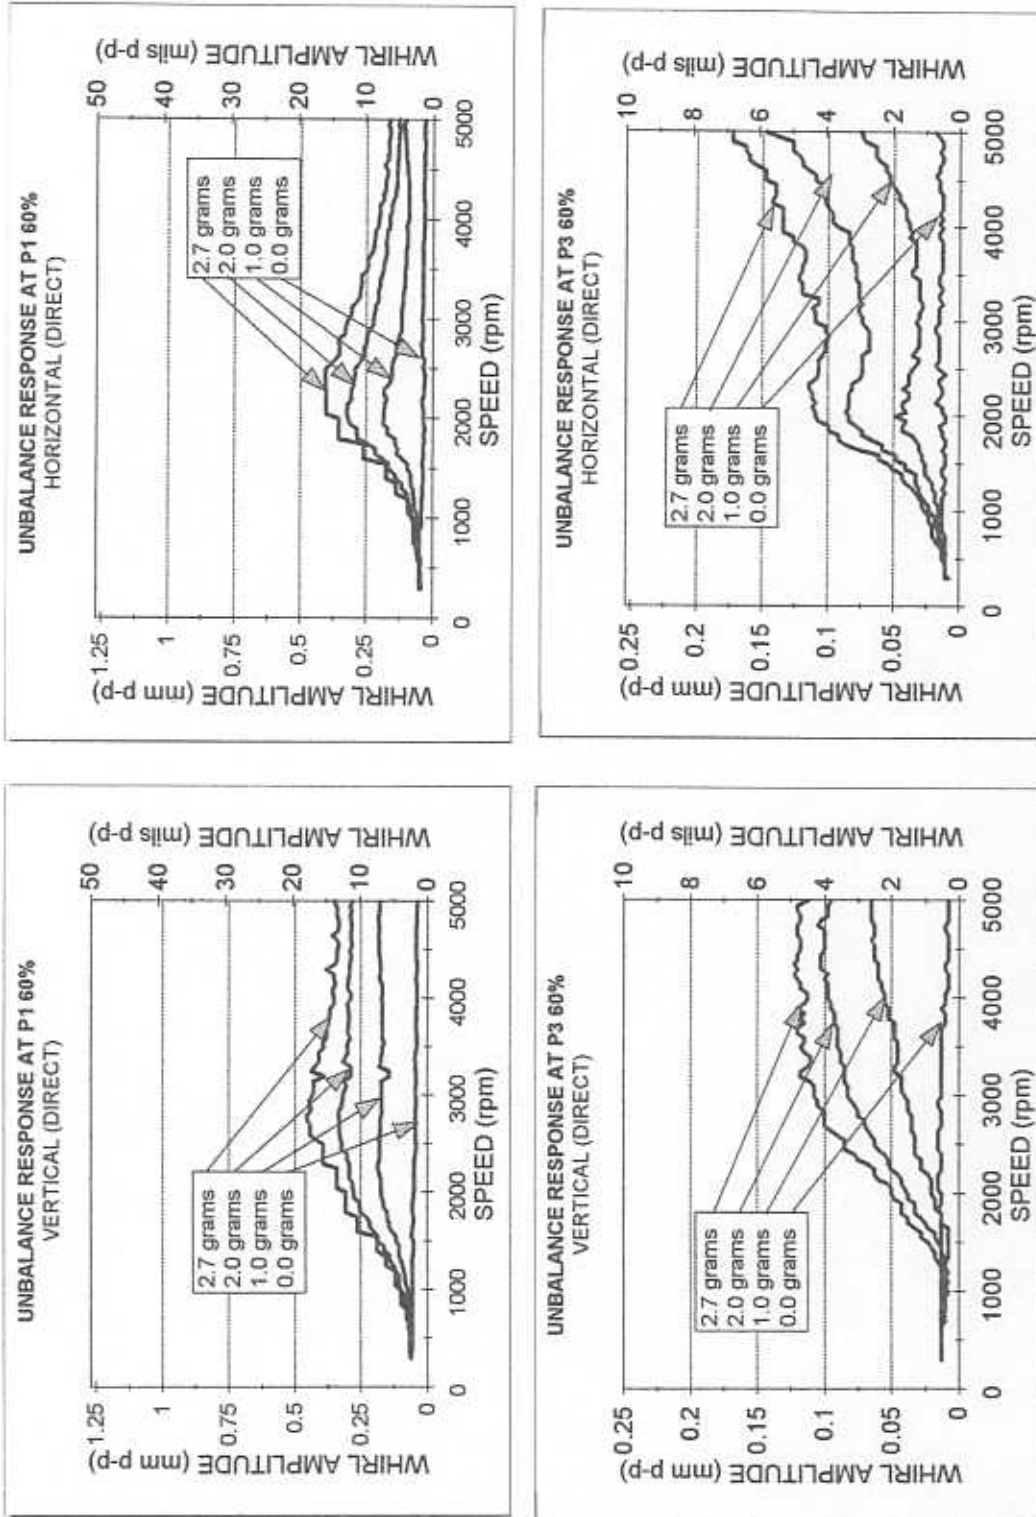 UNBALANCE RESPONSE AT P1 60%
VERTICAL (DIRECT)
WHIRL AMPLITUDE (mm p-p)
1.25
1
0.75
0.5
0.25
0
2.7 grams
2.0 grams
1.0 grams
0.0 grams
50
40
30
20
10
1
WHIRL AMPLITUDE (mils p-p)
0 1000 2000 3000 4000 5000
SPEED (rpm)
UNBALANCE RESPONSE AT P1 60%
HORIZONTAL (DIRECT)
WHIRL AMPLITUDE (mm p-p)
1.25
1
0.75
0.5
0.25
0
2.7 grams
2.0 grams
1.0 grams
0.0 grams
50
40
30
20
10
1
WHIRL AMPLITUDE (mils p-p)
0 1000 2000 3000 4000 5000
SPEED (rpm)
UNBALANCE RESPONSE AT P3 60%
VERTICAL (DIRECT)
WHIRL AMPLITUDE (mm p-p)
0.25
0.2
0.15
0.1
0.05
0
2.7 grams
2.0 grams
1.0 grams
0.0 grams
10
8
6
4
2
0
WHIRL AMPLITUDE (mils p-p)
0 1000 2000 3000 4000 5000
SPEED (rpm)
UNBALANCE RESPONSE AT P3 60%
HORIZONTAL (DIRECT)
WHIRL AMPLITUDE (mm p-p)
0.25
0.2
0.15
0.1
0.05
0
2.7 grams
2.0 grams
1.0 grams
0.0 grams
10
8
6
4
2
0
WHIRL AMPLITUDE (mils p-p)
0 1000 2000 3000 4000 5000
SPEED (rpm)